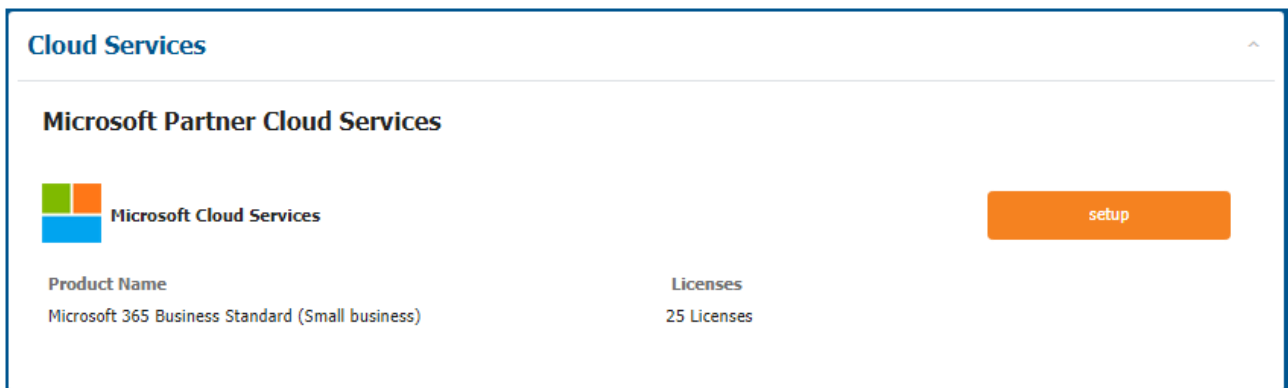 Cloud Services
Microsoft Partner Cloud Services
Microsoft Cloud Services
setup
Product Name Licenses
Microsoft 365 Business Standard (Small business) 25 Licenses